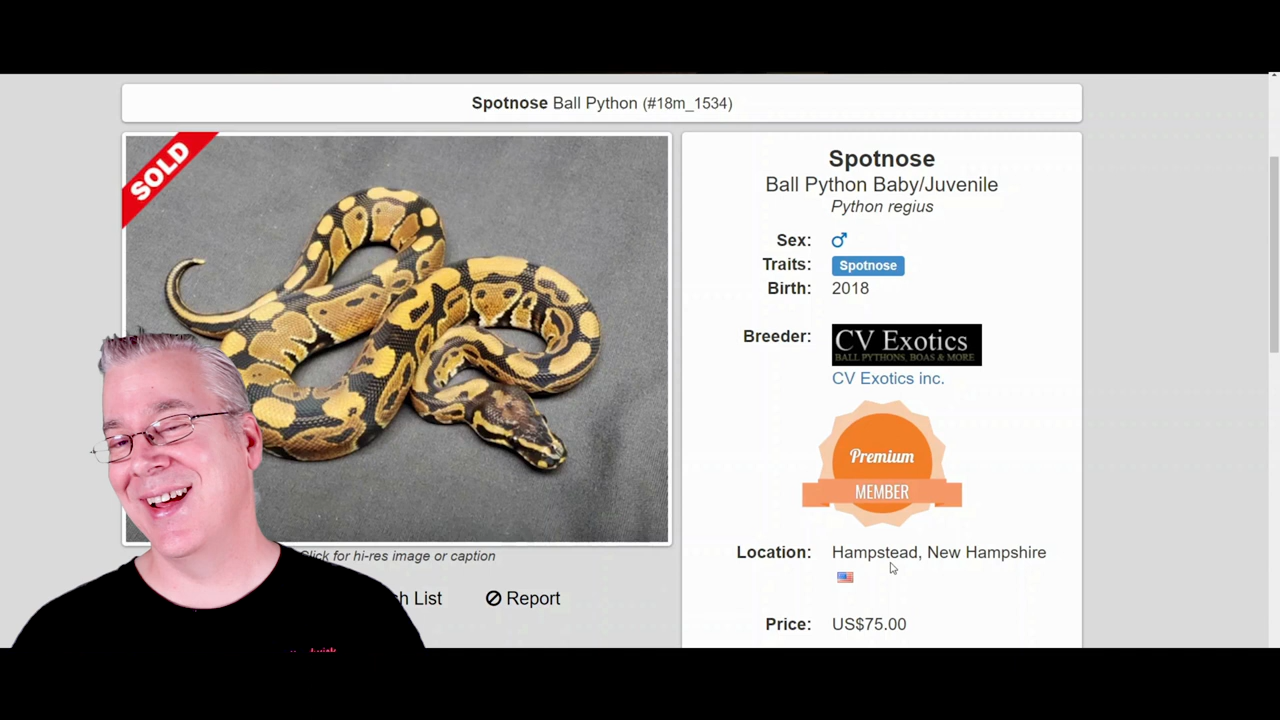 Spotnose Ball Python (#18m_1534)
SOLD
Spotnose
Ball Python Baby/Juvenile
Python regius
Sex: ♂
Traits: Spotnose
Birth: 2018
Breeder: CV Exotics
BALL PYTHONS, BOAS & MORE
CV Exotics inc.
Premium
MEMBER
Location: Hampstead, New Hampshire
Price: US$75.00
Click for hi-res image or caption
List
Report